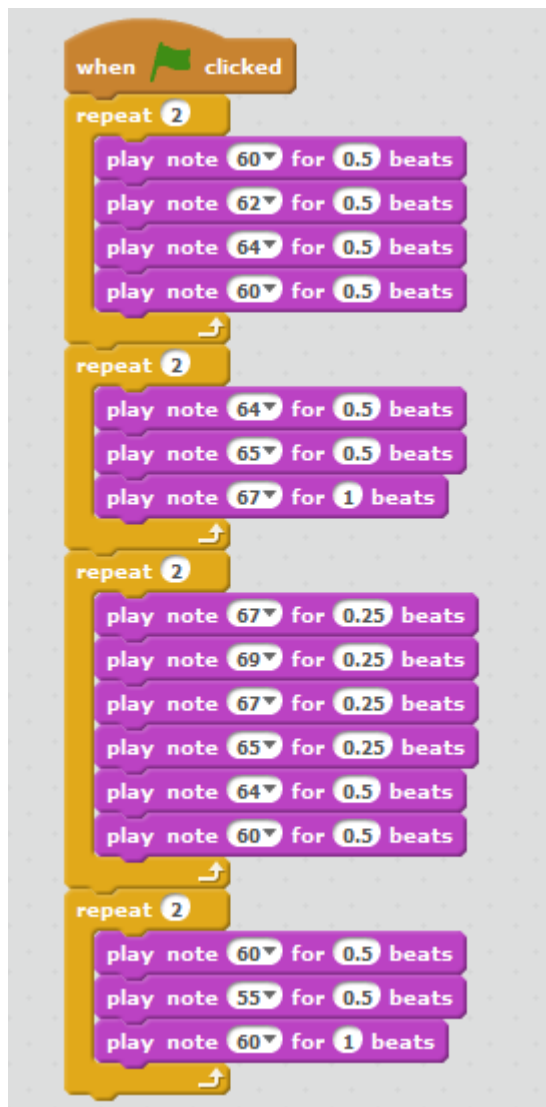 when clicked
repeat 2
play note 60 for 0.5 beats
play note 62 for 0.5 beats
play note 64 for 0.5 beats
play note 60 for 0.5 beats
repeat 2
play note 64 for 0.5 beats
play note 65 for 0.5 beats
play note 67 for 1 beats
repeat 2
play note 67 for 0.25 beats
play note 69 for 0.25 beats
play note 67 for 0.25 beats
play note 65 for 0.25 beats
play note 64 for 0.5 beats
play note 60 for 0.5 beats
repeat 2
play note 60 for 0.5 beats
play note 55 for 0.5 beats
play note 60 for 1 beats